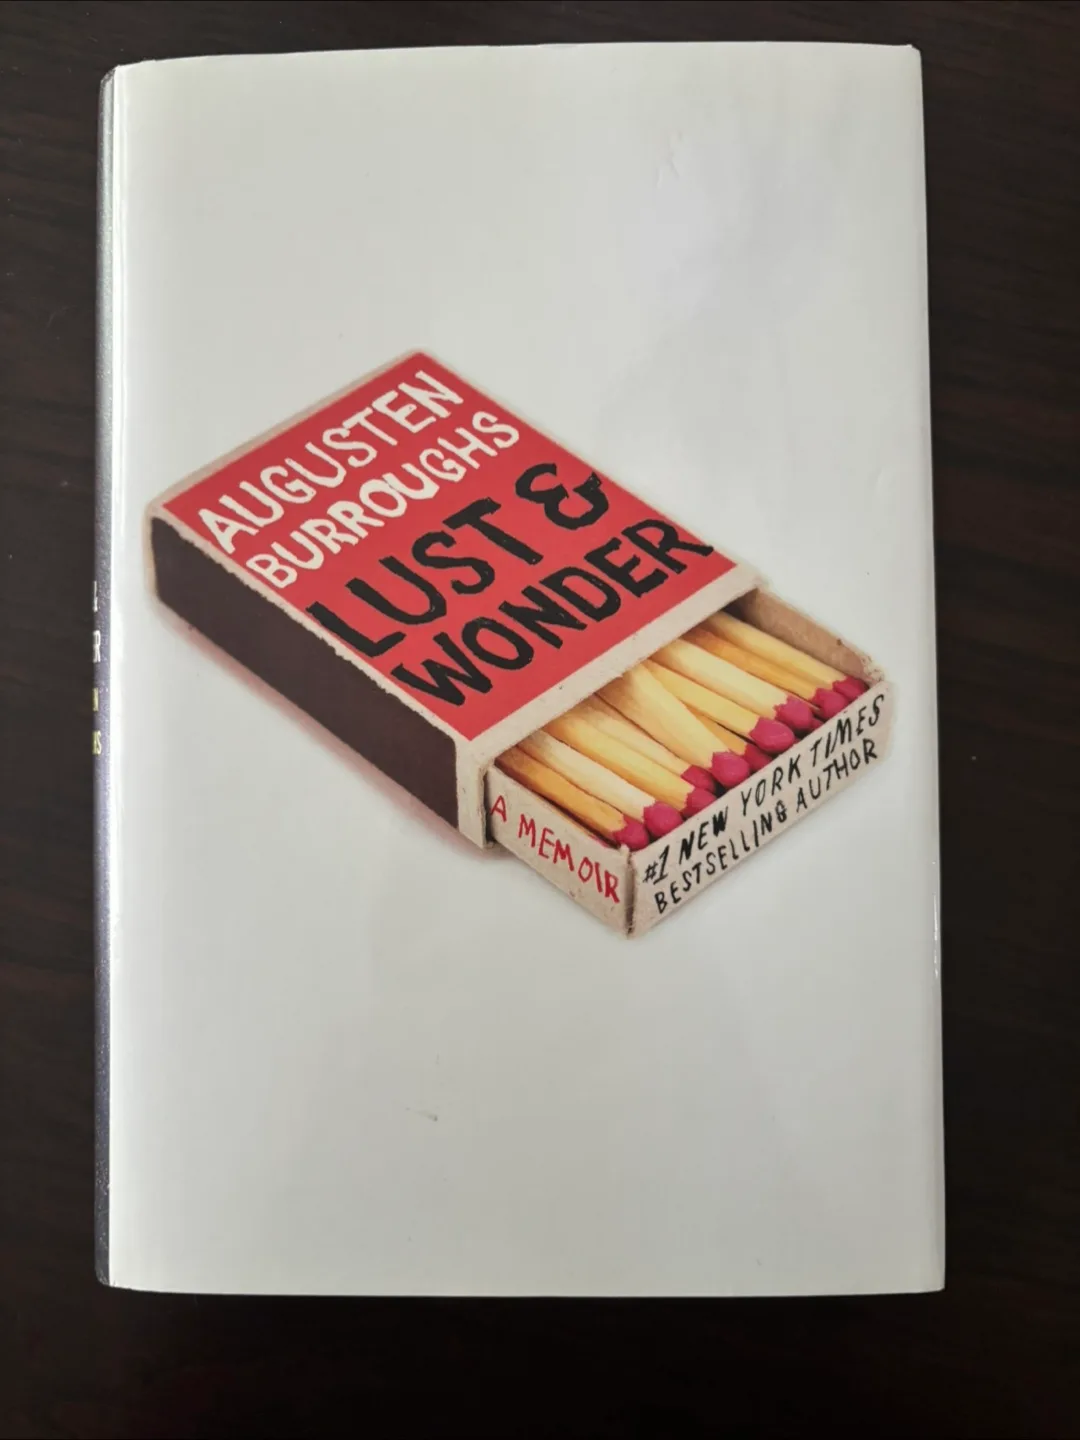 AUGUSTEN
BURROUGHS
LUST &
WONDER
A MEMOIR
#1 NEW YORK TIMES
BESTSELLING AUTHOR